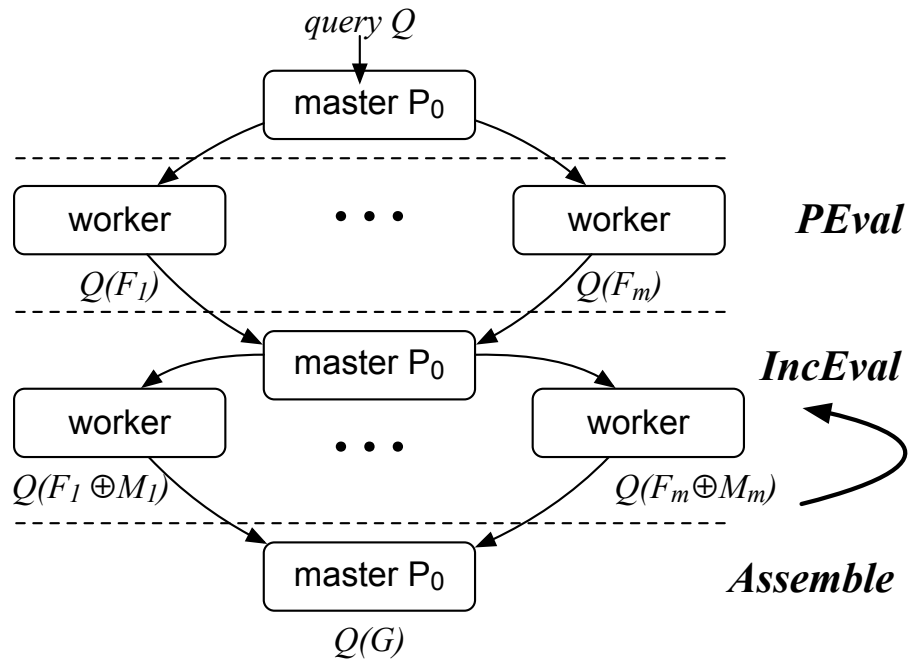 query Q
master P₀
worker
• • •
worker
PEval
Q(F₁)
Q(Fₘ)
master P₀
IncEval
worker
• • •
worker
Q(F₁ ⊕M₁)
Q(Fₘ⊕Mₘ)
master P₀
Assemble
Q(G)